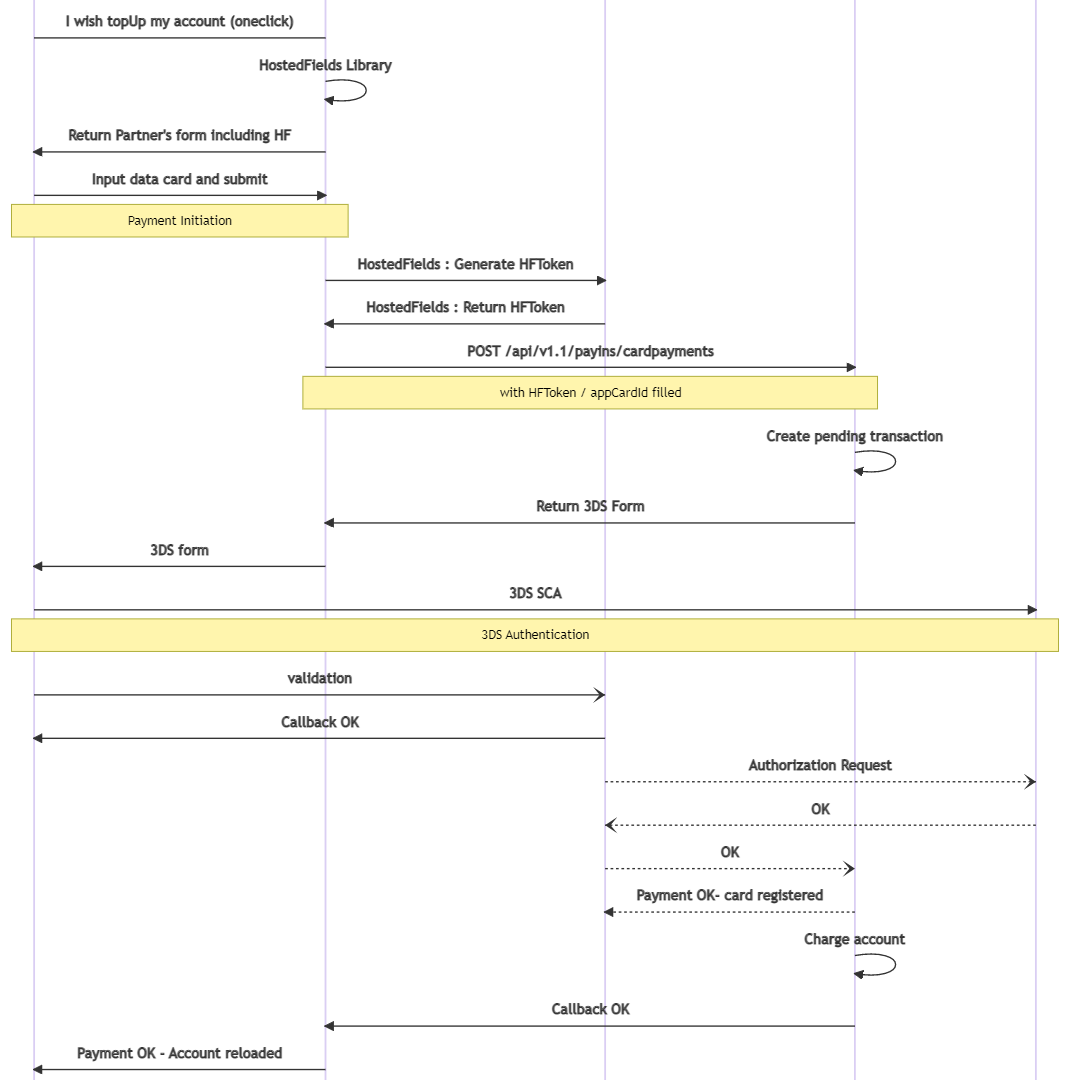 I wish topUp my account (oneclick)
HostedFields Library
Return Partner's form including HF
Input data card and submit
Payment Initiation
HostedFields : Generate HFToken
HostedFields : Return HFToken
POST /api/v1.1/payins/cardpayments
with HFToken / appCardId filled
Create pending transaction
Return 3DS Form
3DS form
3DS SCA
3DS Authentication
validation
Callback OK
Authorization Request
OK
OK
Payment OK- card registered
Charge account
Callback OK
Payment OK - Account reloaded